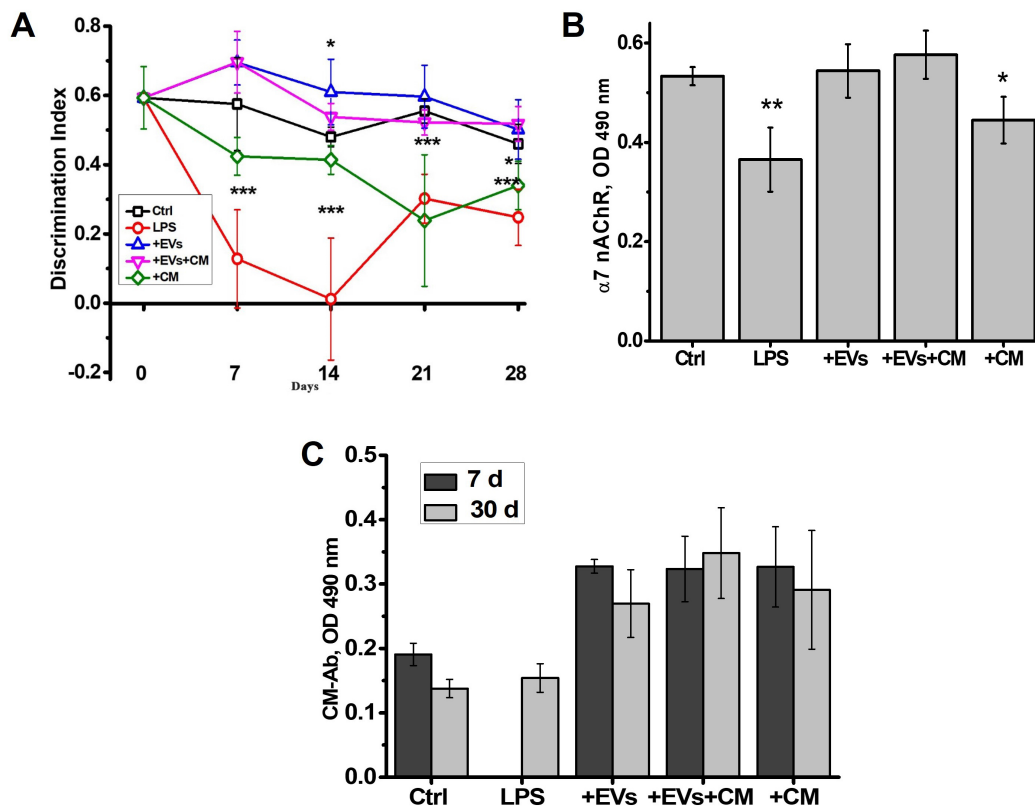 A
0.8
0.6
0.4
0.2
0.0
-0.2
Discrimination Index
*
***
***
***
**
***
Ctrl
LPS
+EVs
+EVs+CM
+CM
0 7 14 21 28
Days
B
0.6
0.4
0.2
0.0
α7 nAChR, OD 490 nm
**
*
Ctrl LPS +EVs +EVs+CM +CM
C
0.5
0.4
0.3
0.2
0.1
0.0
CM-Ab, OD 490 nm
7 d
30 d
Ctrl LPS +EVs +EVs+CM +CM